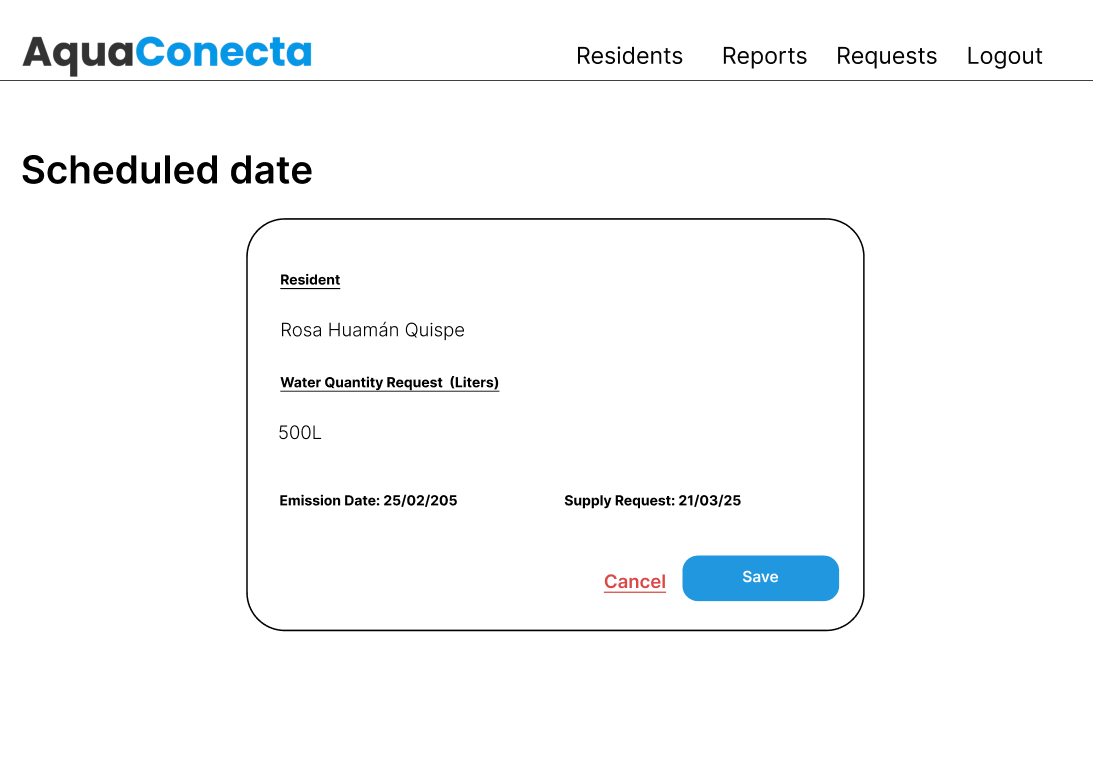 AquaConecta
Residents Reports Requests Logout
Scheduled date
Resident
Rosa Huamán Quispe
Water Quantity Request (Liters)
500L
Emission Date: 25/02/205
Supply Request: 21/03/25
Cancel
Save